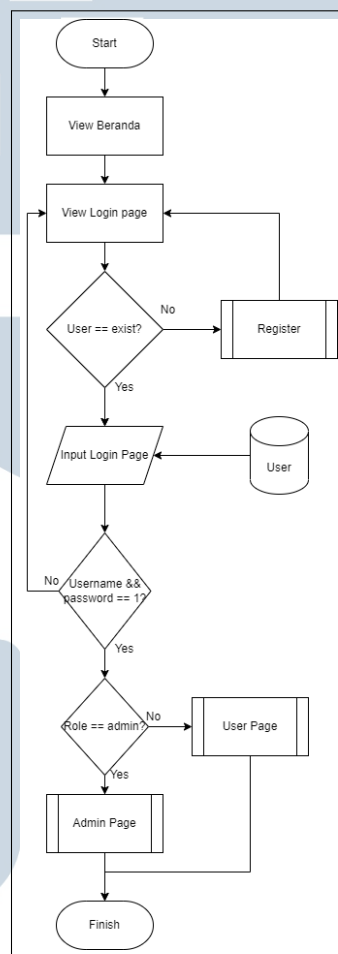 Start
View Beranda
View Login page
User == exist?
No
Register
Yes
Input Login Page
User
No
Username &&
password == 1?
Yes
Role == admin?
No
User Page
Yes
Admin Page
Finish